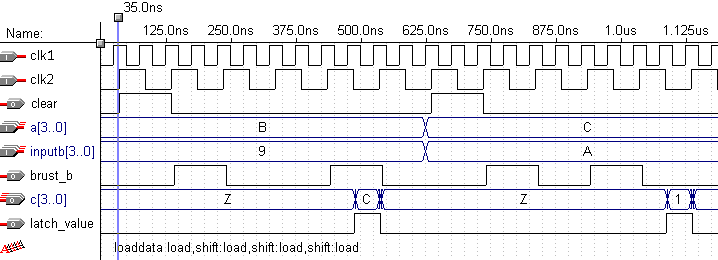 35.0ns
Name: 125.0ns 250.0ns 375.0ns 500.0ns 625.0ns 750.0ns 875.0ns 1.0us 1.125us
clk1
clk2
clear
a[3..0] B C
inputb[3..0] 9 A
brust_b
c[3..0] Z C Z 1
latch_value
loaddata:load,shift:load,shift:load,shift:load